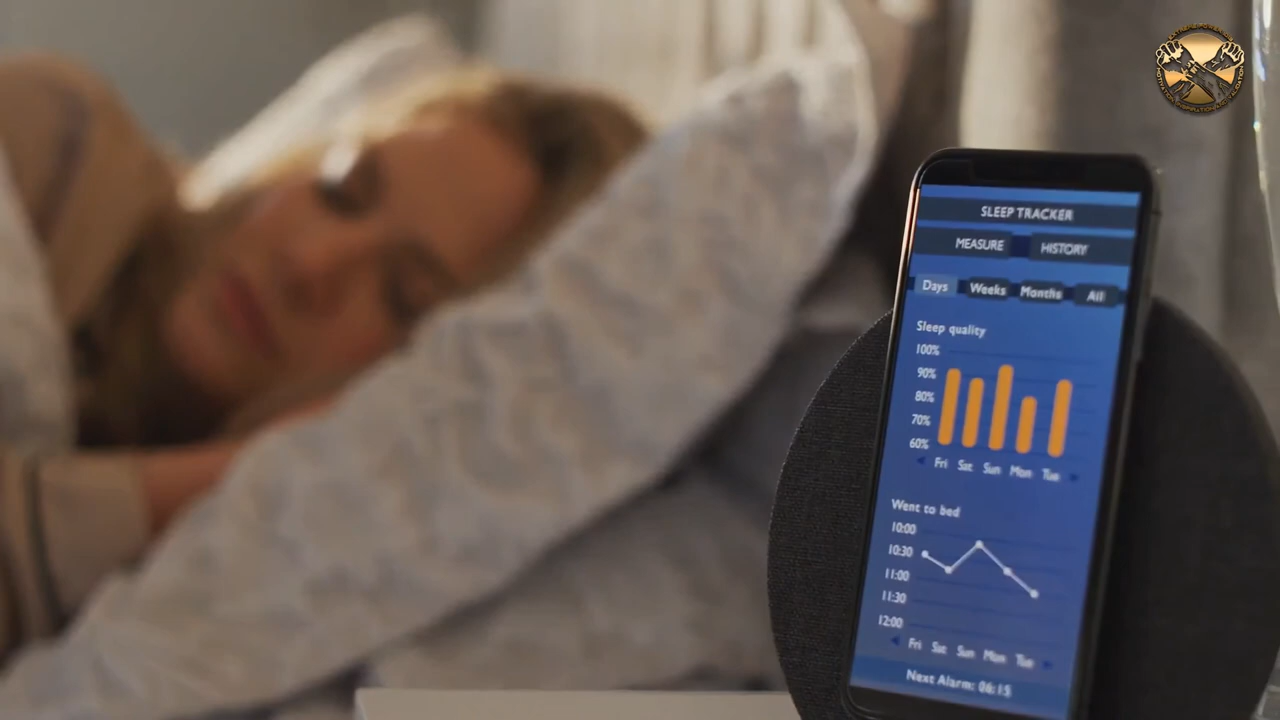 SLEEP TRACKER
MEASURE HISTORY
Days Weeks Months All
Sleep quality
100%
90%
80%
70%
60%
Fri Sat Sun Mon Tue
Went to bed
10:00
10:30
11:00
11:30
12:00
Fri Sat Sun Mon Tue
Next Alarm: 06:15